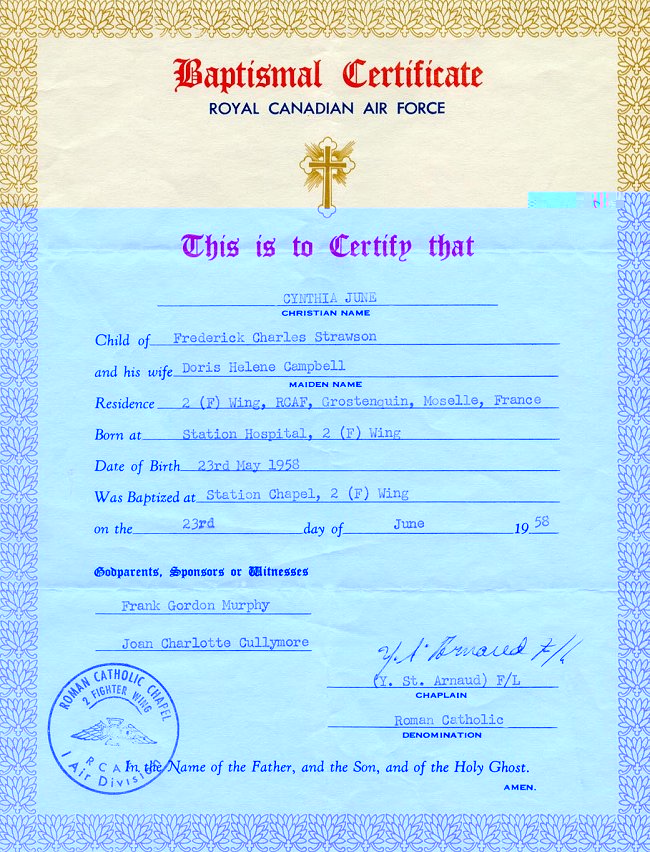 Baptismal Certificate
ROYAL CANADIAN AIR FORCE
This is to Certify that
CYNTHIA JUNE
CHRISTIAN NAME
Child of Frederick Charles Strawson
and his wife Doris Helene Campbell
MAIDEN NAME
Residence 2 (F) Wing, RCAF, Grostenquin, Moselle, France
Born at Station Hospital, 2 (F) Wing
Date of Birth 23rd May 1958
Was Baptized at Station Chapel, 2 (F) Wing
on the 23rd day of June 19 58
Godparents, Sponsors or Witnesses
Frank Gordon Murphy
Joan Charlotte Cullymore
Y. St. Arnaud F/L
(Y. St. Arnaud) F/L
CHAPLAIN
Roman Catholic
DENOMINATION
ROMAN CATHOLIC CHAPEL
2 FIGHTER WING
RCAF
1 Air Division
In the Name of the Father, and the Son, and of the Holy Ghost.
AMEN.